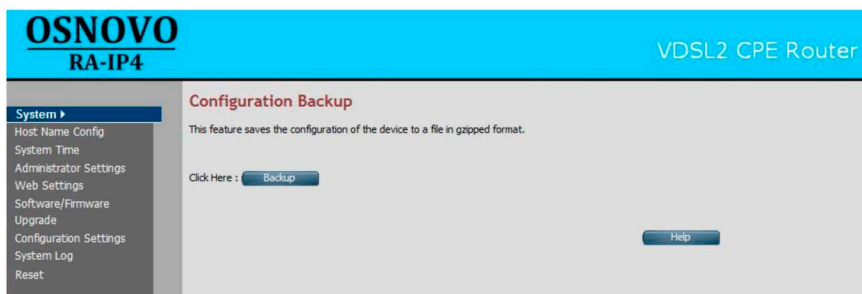 OSNOVO
RA-IP4
VDSL2 CPE Router
System
Host Name Config
System Time
Administrator Settings
Web Settings
Software/Firmware
Upgrade
Configuration Settings
System Log
Reset
Configuration Backup
This feature saves the configuration of the device to a file in gzipped format.
Click Here : Backup
Help